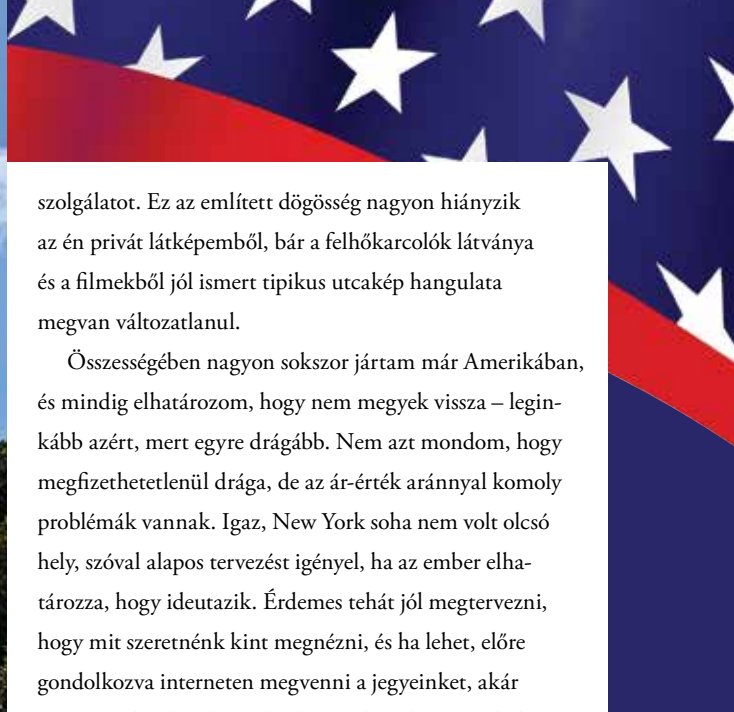 szolgálatot. Ez az említett dögösség nagyon hiányzik
az én privát látképemből, bár a felhőkarcolók látványa
és a filmekből jól ismert tipikus utcakép hangulata
megvan változatlanul.
Összességében nagyon sokszor jártam már Amerikában,
és mindig elhatározom, hogy nem megyek vissza – legin-
kább azért, mert egyre drágább. Nem azt mondom, hogy
megfizethetetlenül drága, de az ár-érték aránnyal komoly
problémák vannak. Igaz, New York soha nem volt olcsó
hely, szóval alapos tervezést igényel, ha az ember elha-
tározza, hogy ideutazik. Érdemes tehát jól megtervezni,
hogy mit szeretnénk kint megnézni, és ha lehet, előre
gondolkozva interneten megvenni a jegyeinket, akár